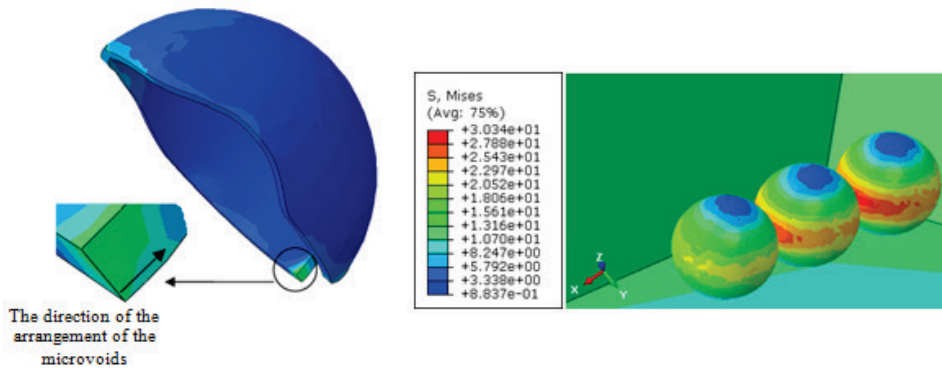 The direction of the
arrangement of the
microvoids
S, Mises
(Avg: 75%)
+3.034e+01
+2.788e+01
+2.543e+01
+2.297e+01
+2.052e+01
+1.806e+01
+1.561e+01
+1.316e+01
+1.070e+01
+8.247e+00
+5.792e+00
+3.338e+00
+8.837e-01
Z
X
Y